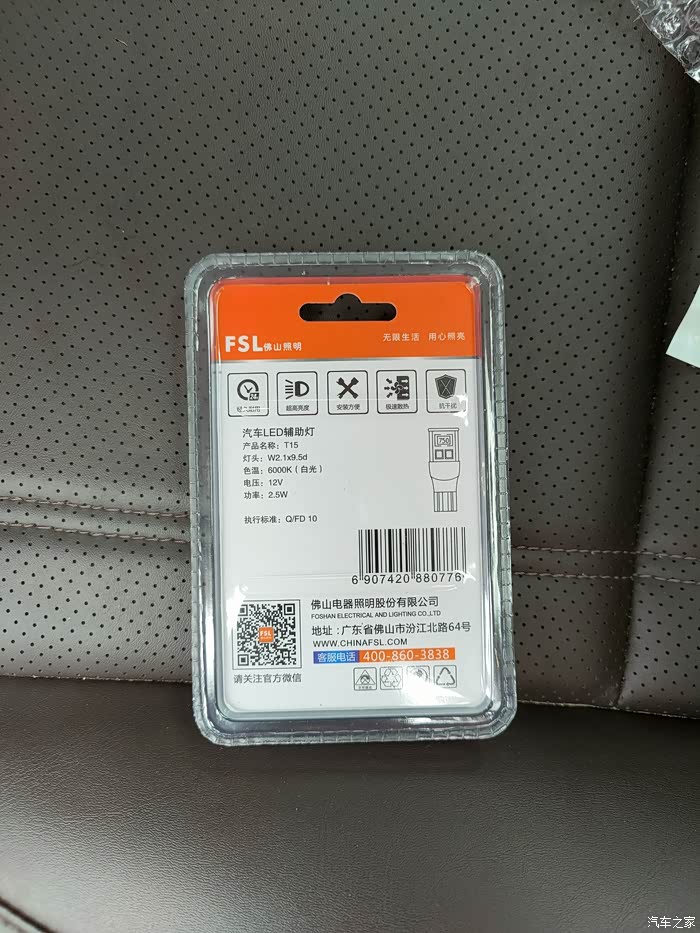 FSL佛山照明
无限生活 用心照亮
超高亮度
安装方便
极速散热
抗干扰
汽车LED辅助灯
产品名称：T15
灯头：W2.1x9.5d
色温：6000K（白光）
电压：12V
功率：2.5W
750
执行标准：Q/FD 10
6 907420 880776
FSL
佛山电器照明股份有限公司
FOSHAN ELECTRICAL AND LIGHTING CO.,LTD
地址：广东省佛山市汾江北路64号
WWW.CHINAFSL.COM
客服电话 400-860-3838
请关注官方微信
汽车之家